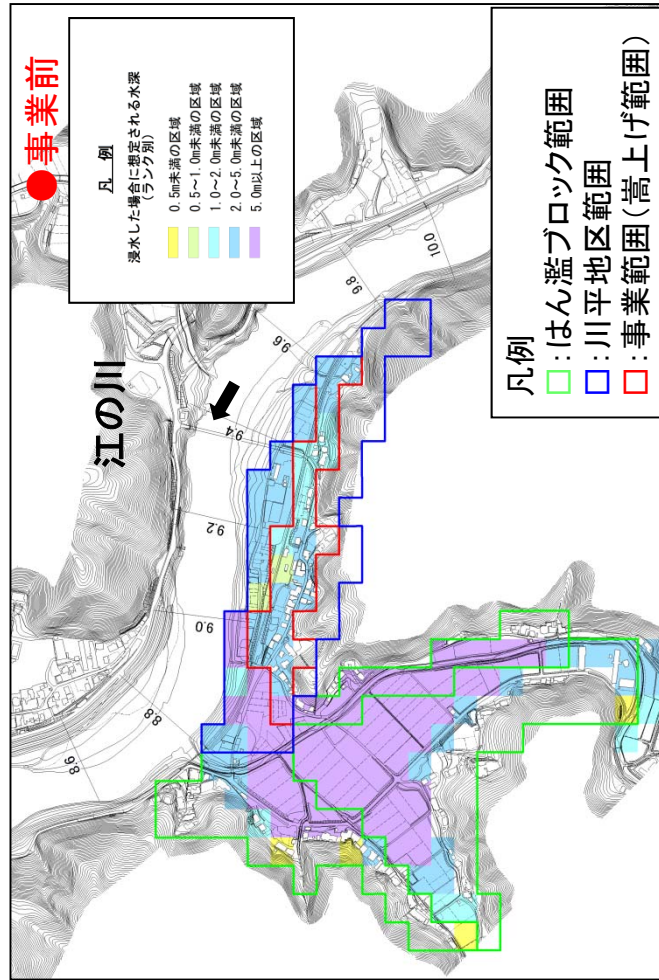 ●事業前
凡 例
浸水した場合に想定される水深
(ランク別)
0.5m未満の区域
0.5～1.0m未満の区域
1.0～2.0m未満の区域
2.0～5.0m未満の区域
5.0m以上の区域
江の川
8.6
8.8
9.0
9.2
9.4
9.6
9.8
10.0
凡例
:はん濫ブロック範囲
:川平地区範囲
:事業範囲(嵩上げ範囲)